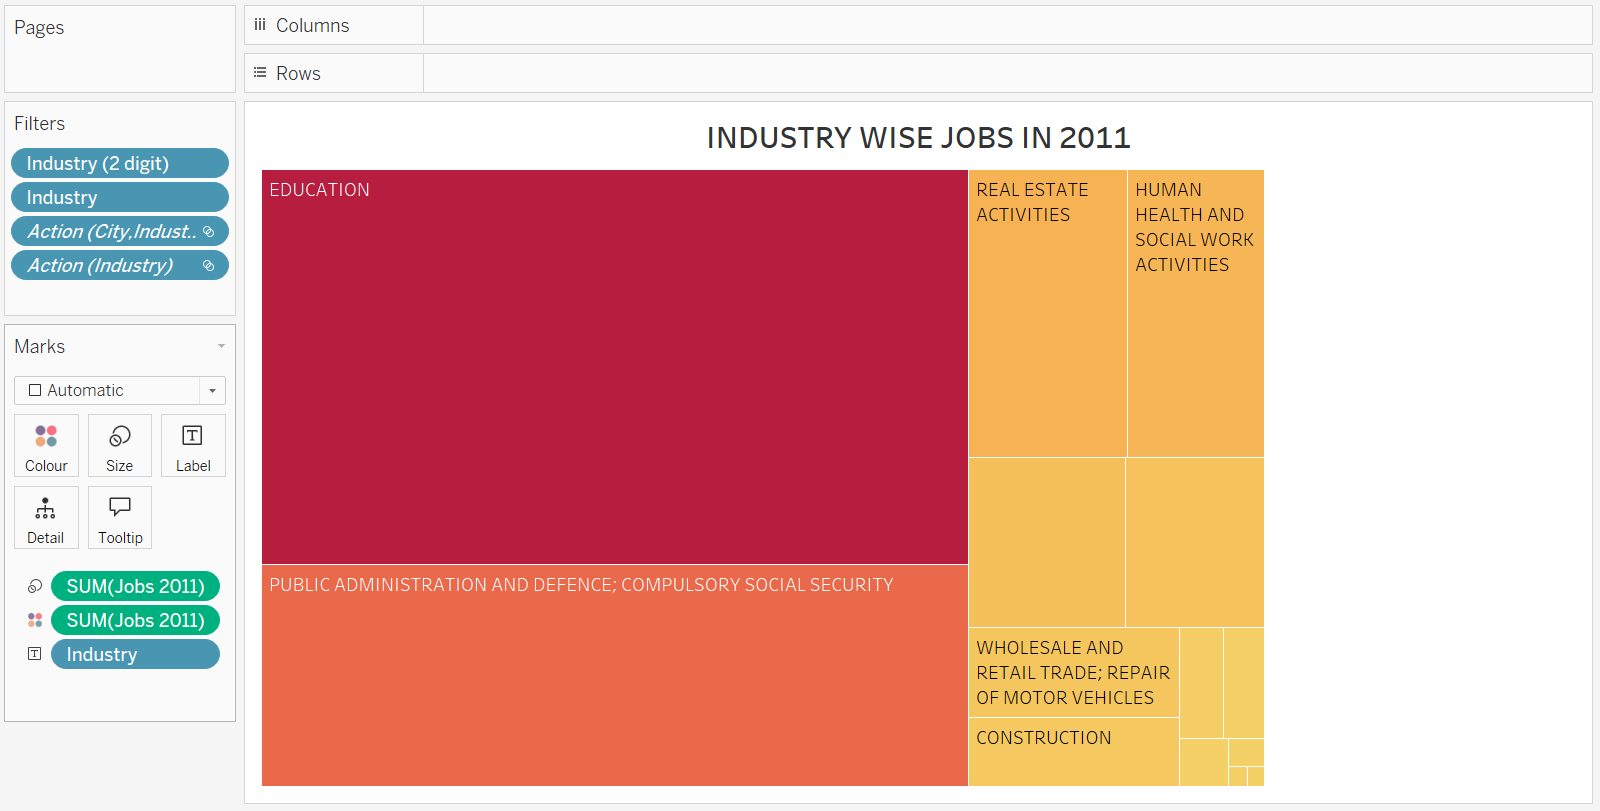 Pages
Columns
Rows
Filters
Industry (2 digit)
Industry
Action (City,Indust..
Action (Industry)
Marks
Automatic
Colour
Size
Label
Detail
Tooltip
SUM(Jobs 2011)
SUM(Jobs 2011)
Industry
INDUSTRY WISE JOBS IN 2011
EDUCATION
REAL ESTATE
ACTIVITIES
HUMAN
HEALTH AND
SOCIAL WORK
ACTIVITIES
PUBLIC ADMINISTRATION AND DEFENCE; COMPULSORY SOCIAL SECURITY
WHOLESALE AND
RETAIL TRADE; REPAIR
OF MOTOR VEHICLES
CONSTRUCTION